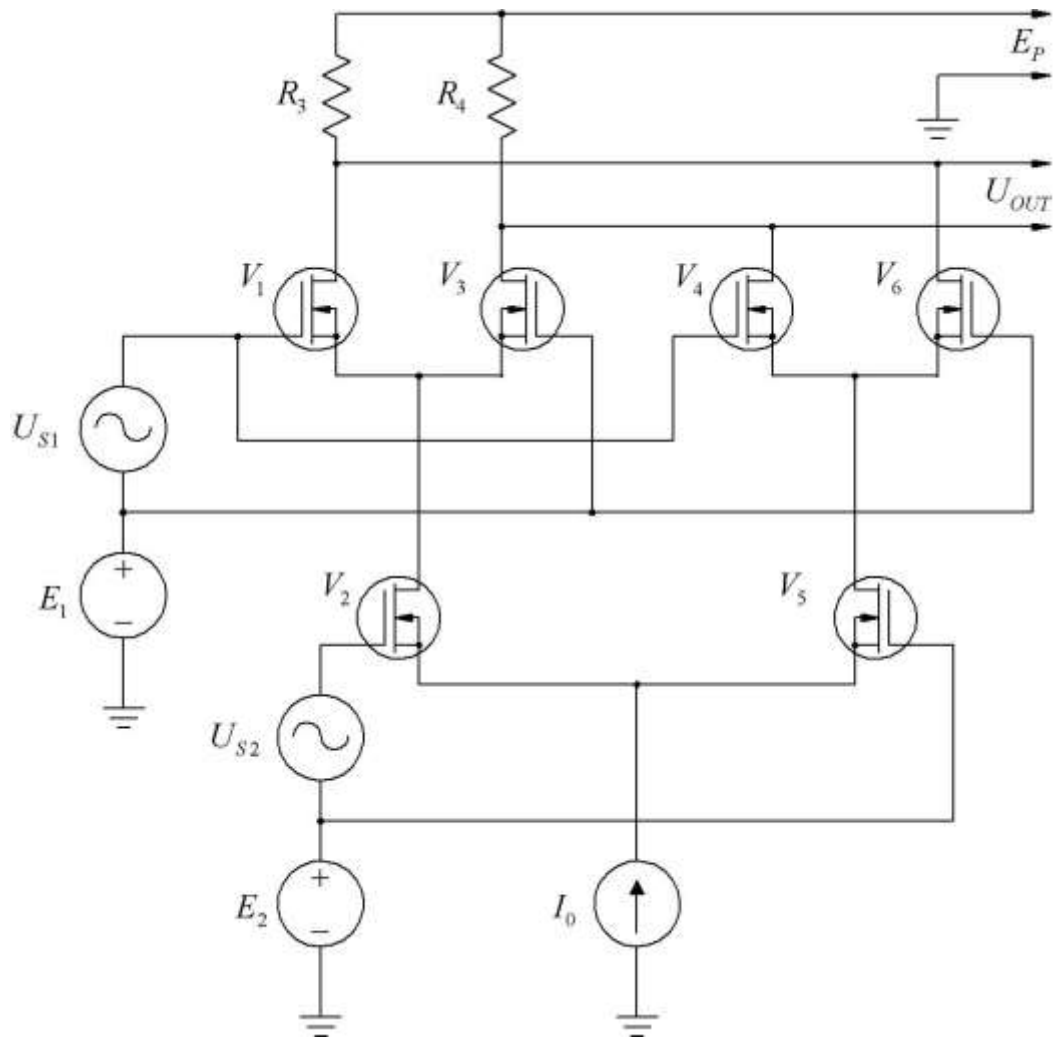 E_P
R_3
R_4
U_OUT
V_1
V_3
V_4
V_6
U_S1
E_1
+
−
V_2
V_5
U_S2
E_2
+
−
I_0